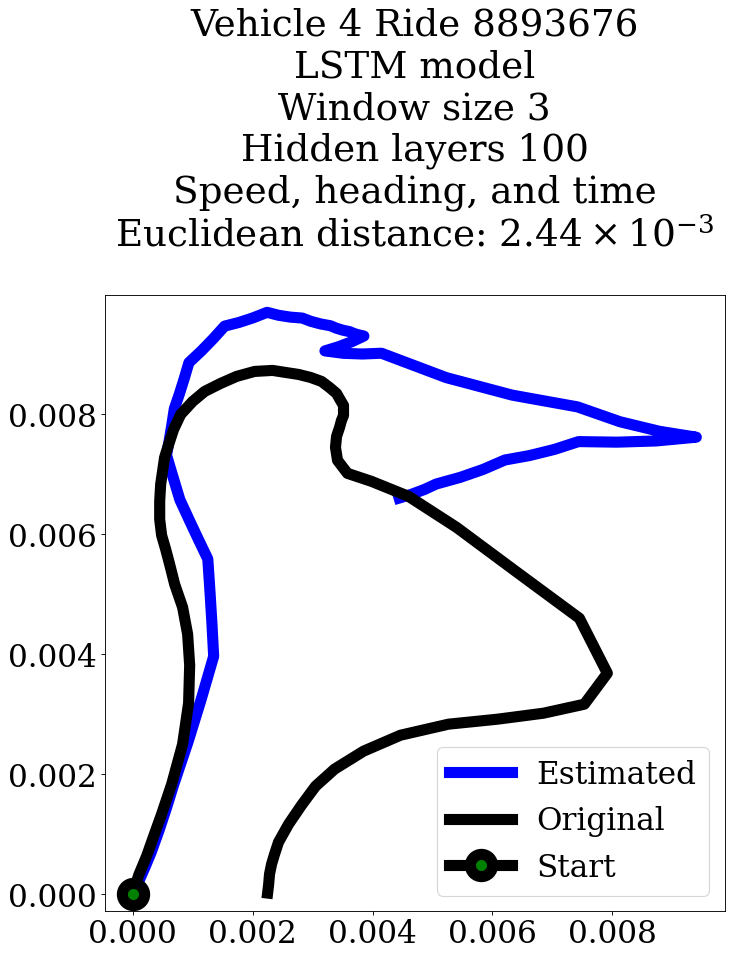 Vehicle 4 Ride 8893676
LSTM model
Window size 3
Hidden layers 100
Speed, heading, and time
Euclidean distance: 2.44 × 10⁻³
0.008
0.006
0.004
0.002
0.000
Estimated
Original
Start
0.000 0.002 0.004 0.006 0.008